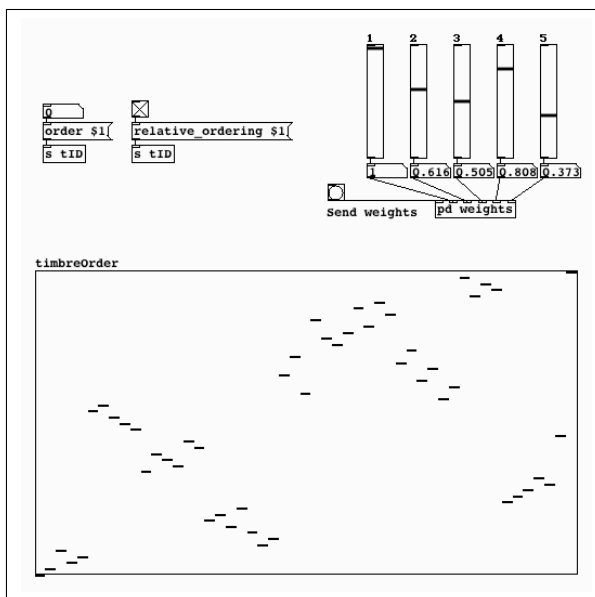 1 2 3 4 5
0
order $1
relative_ordering $1
s tID
s tID
1 0.616 0.505 0.808 0.373
Send weights
pd weights
timbreOrder